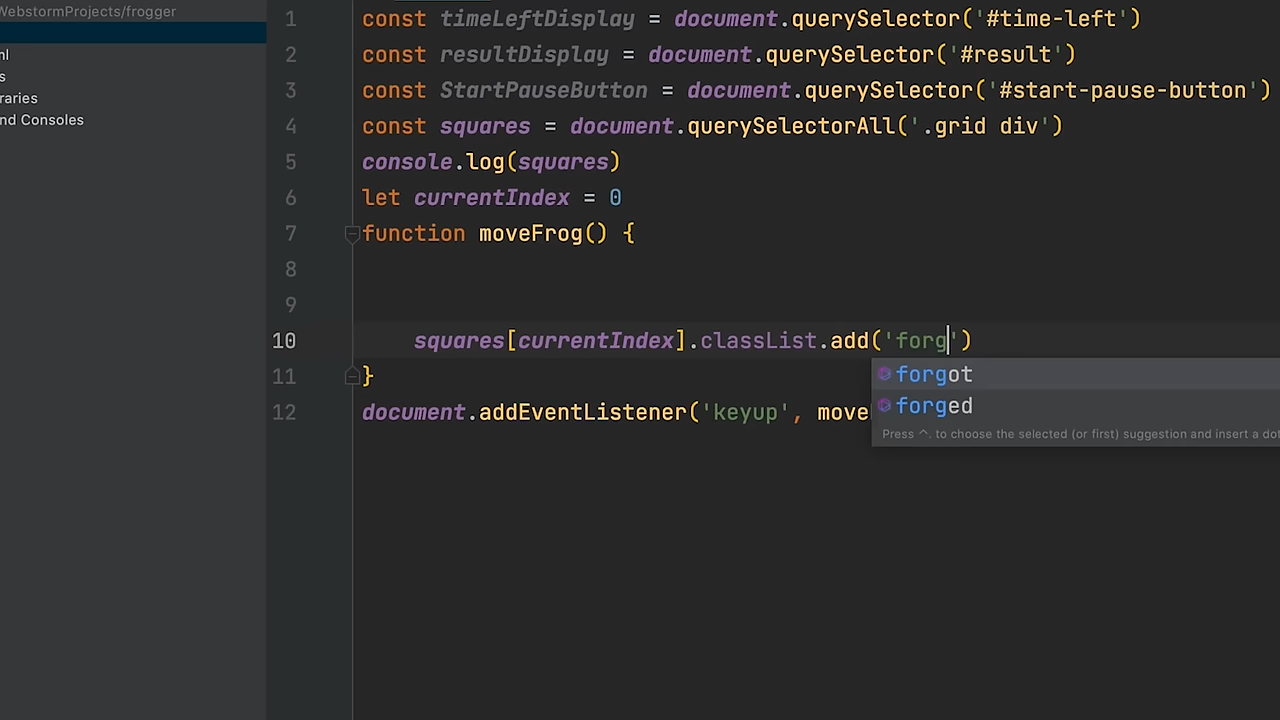 WebstormProjects/frogger
ml
s
raries
nd Consoles
1 const timeLeftDisplay = document.querySelector('#time-left')
2 const resultDisplay = document.querySelector('#result')
3 const StartPauseButton = document.querySelector('#start-pause-button')
4 const squares = document.querySelectorAll('.grid div')
5 console.log(squares)
6 let currentIndex = 0
7 function moveFrog() {
8
9
10 squares[currentIndex].classList.add('forg')
11 }
12 document.addEventListener('keyup', move
forgot
forged
Press ^. to choose the selected (or first) suggestion and insert a dot